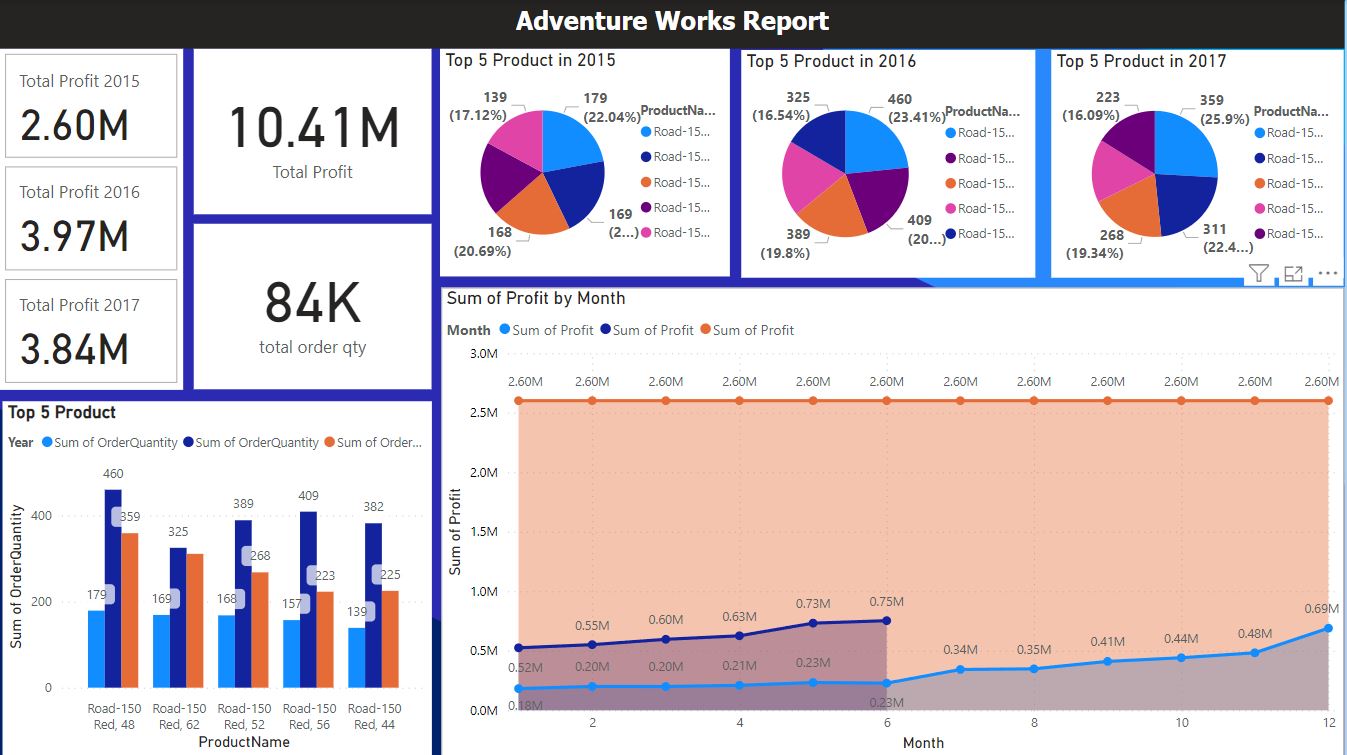 Adventure Works Report
Total Profit 2015
2.60M
Total Profit 2016
3.97M
Total Profit 2017
3.84M
10.41M
Total Profit
84K
total order qty
Top 5 Product in 2015
139
(17.12%)
179
(22.04%)
168
(20.69%)
169
(2...)
ProductNa...
Road-15...
Road-15...
Road-15...
Road-15...
Road-15...
Top 5 Product in 2016
325
(16.54%)
460
(23.41%)
389
(19.8%)
409
(20...)
ProductNa...
Road-15...
Road-15...
Road-15...
Road-15...
Road-15...
Top 5 Product in 2017
223
(16.09%)
359
(25.9%)
268
(19.34%)
311
(22.4...)
ProductNa...
Road-15...
Road-15...
Road-15...
Road-15...
Road-15...
Top 5 Product
Year Sum of OrderQuantity Sum of OrderQuantity Sum of Order...
Sum of OrderQuantity
400
200
0
179 460 359
169 325
168 389 268
157 409 223
139 382 225
Road-150 Red, 48
Road-150 Red, 62
Road-150 Red, 52
Road-150 Red, 56
Road-150 Red, 44
ProductName
Sum of Profit by Month
Month Sum of Profit Sum of Profit Sum of Profit
Sum of Profit
3.0M
2.5M
2.0M
1.5M
1.0M
0.5M
0.0M
2.60M 2.60M 2.60M 2.60M 2.60M 2.60M 2.60M 2.60M 2.60M 2.60M 2.60M 2.60M
0.52M 0.55M 0.60M 0.63M 0.73M 0.75M
0.18M 0.20M 0.20M 0.21M 0.23M 0.23M 0.34M 0.35M 0.41M 0.44M 0.48M 0.69M
2 4 6 8 10 12
Month